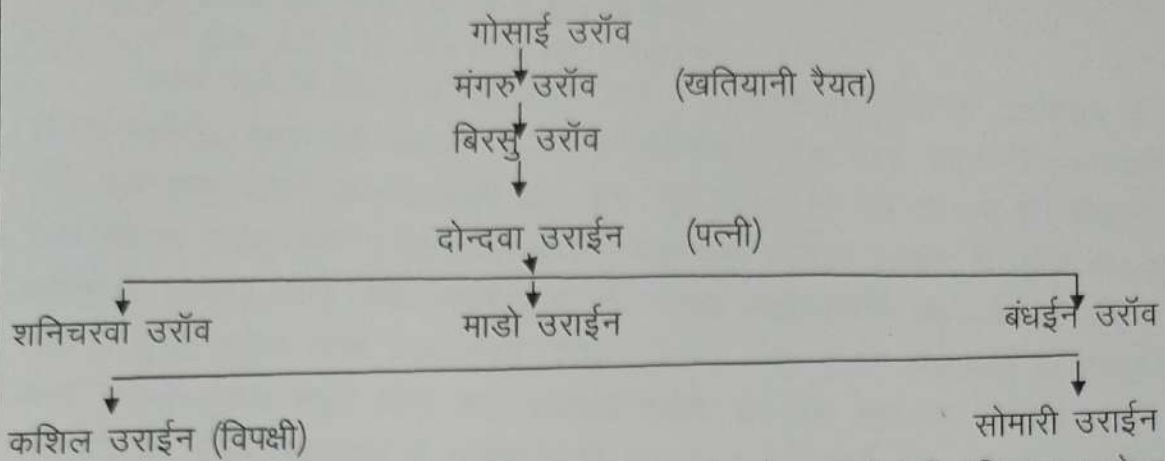 गोसाई उरॉव
मंगरु उरॉव (खतियानी रैयत)
बिरसु उरॉव
दोन्दवा उराईन (पत्नी)
शनिचरवा उरॉव माडो उराईन बंधईन उरॉव
कशिल उराईन (विपक्षी) सोमारी उराईन